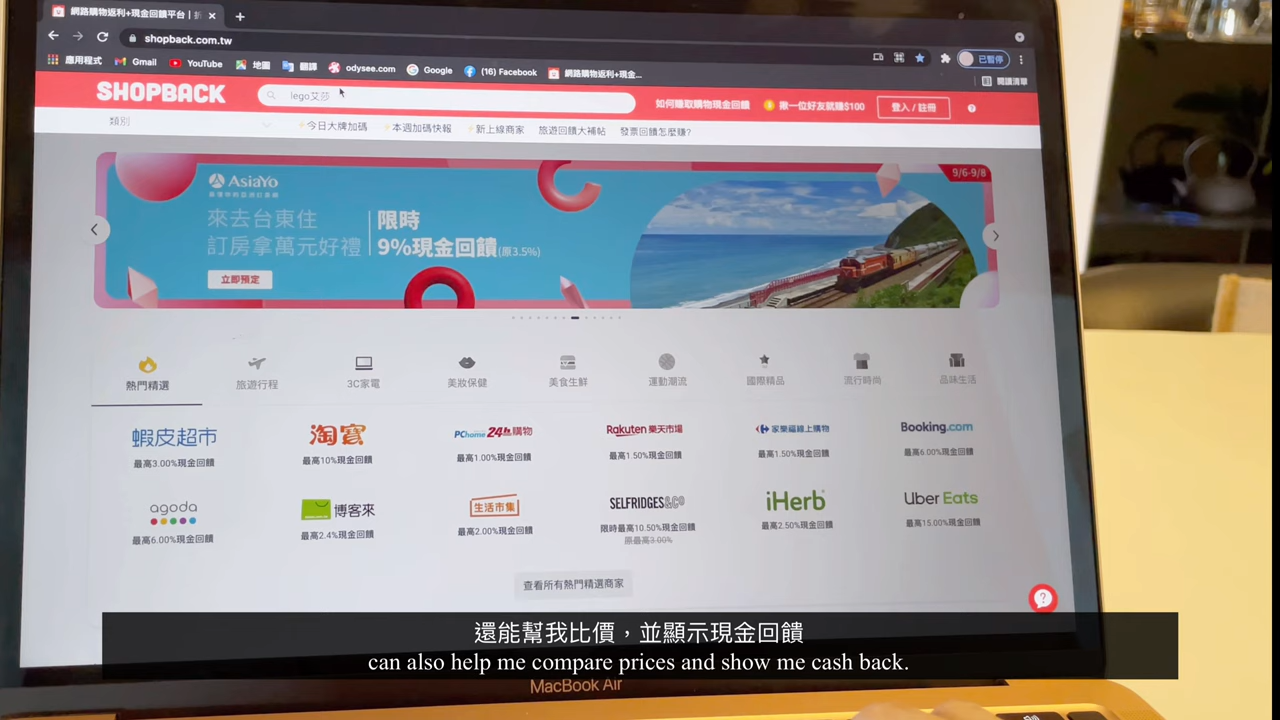 網路購物返利+現金回饋平台 | 折
shopback.com.tw
已暫停
應用程式 Gmail YouTube 地圖 翻譯 odysee.com Google (16) Facebook 網路購物返利+現金...
閱讀清單
SHOPBACK
lego艾莎
如何賺取購物現金回饋
揪一位好友就賺$100
登入 / 註冊
類別
今日大牌加碼 本週加碼快報 新上線商家 旅遊回饋大補帖 發票回饋怎麼賺?
AsiaYo
9/6-9/8
來去台東住
訂房拿萬元好禮
限時
9%現金回饋(原3.5%)
立即預定
熱門精選 旅遊行程 3C家電 美妝保健 美食生鮮 運動潮流 國際精品 流行時尚 品味生活
蝦皮超市 淘寶 PChome 24h購物 Rakuten 樂天市場 家樂福線上購物 Booking.com
最高3.00%現金回饋 最高10%現金回饋 最高1.00%現金回饋 最高1.50%現金回饋 最高1.50%現金回饋 最高6.00%現金回饋
agoda 博客來 生活市集 SELFRIDGES&CO iHerb Uber Eats
最高6.00%現金回饋 最高2.4%現金回饋 最高2.00%現金回饋 限時最高10.50%現金回饋 最高2.50%現金回饋 最高15.00%現金回饋
原最高3.00%
查看所有熱門精選商家
還能幫我比價，並顯示現金回饋
can also help me compare prices and show me cash back.
MacBook Air